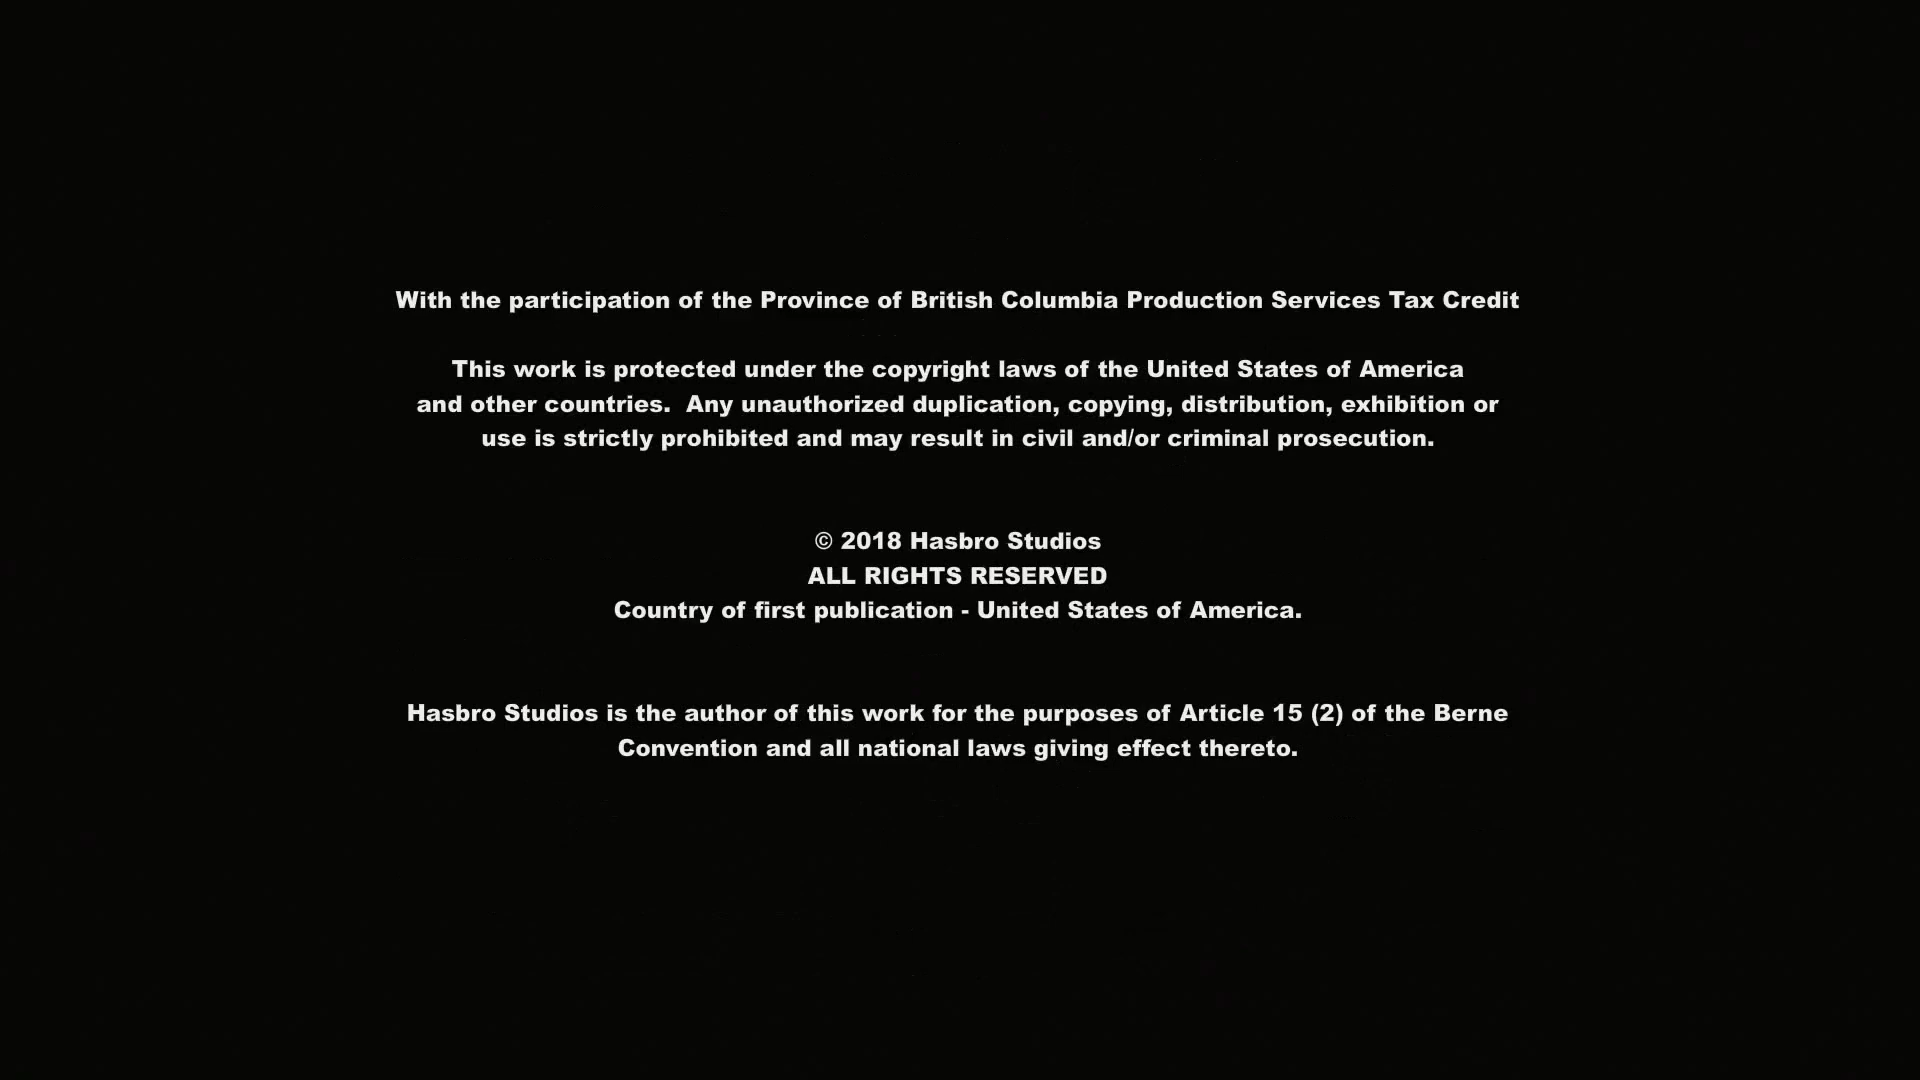 With the participation of the Province of British Columbia Production Services Tax Credit
This work is protected under the copyright laws of the United States of America
and other countries.  Any unauthorized duplication, copying, distribution, exhibition or
use is strictly prohibited and may result in civil and/or criminal prosecution.
© 2018 Hasbro Studios
ALL RIGHTS RESERVED
Country of first publication - United States of America.
Hasbro Studios is the author of this work for the purposes of Article 15 (2) of the Berne
Convention and all national laws giving effect thereto.